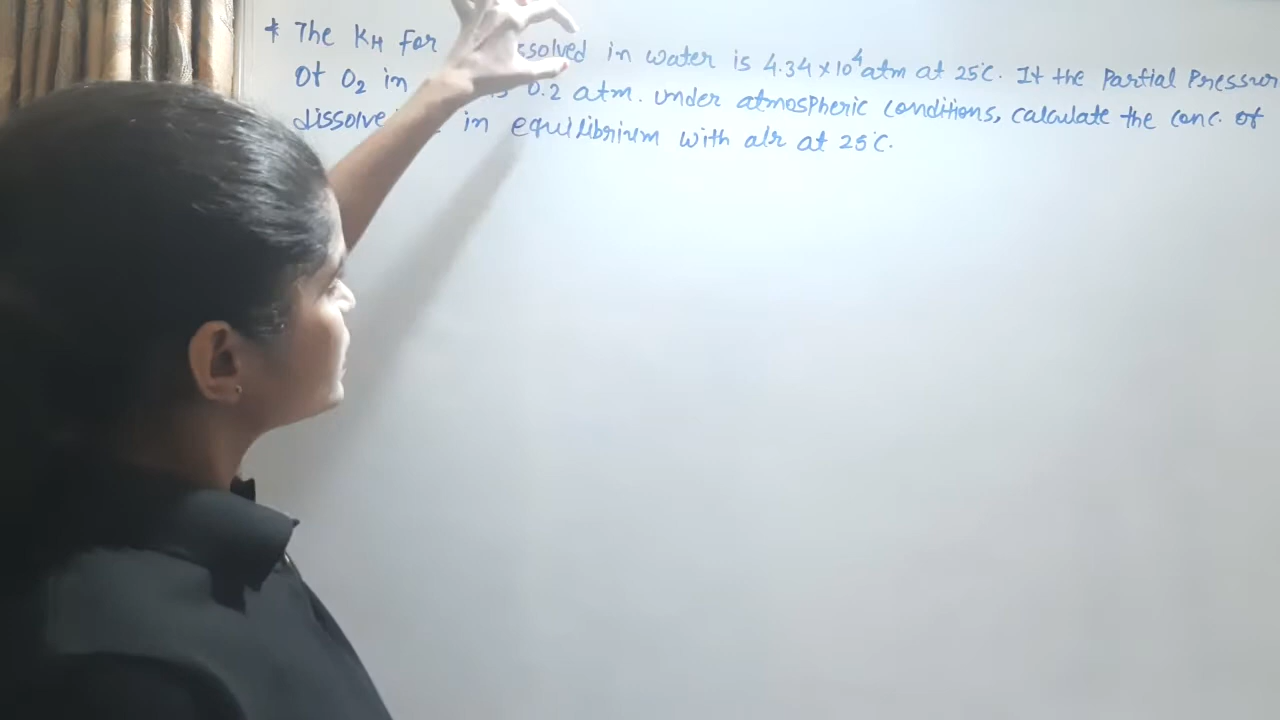 * The KH For solved in water is 4.34 x 10⁴ atm at 25°C. If the Partial Pressur
Of O2 in 0.2 atm. under atmospheric conditions, calculate the conc. of
dissolve in equilibrium with air at 25°C.